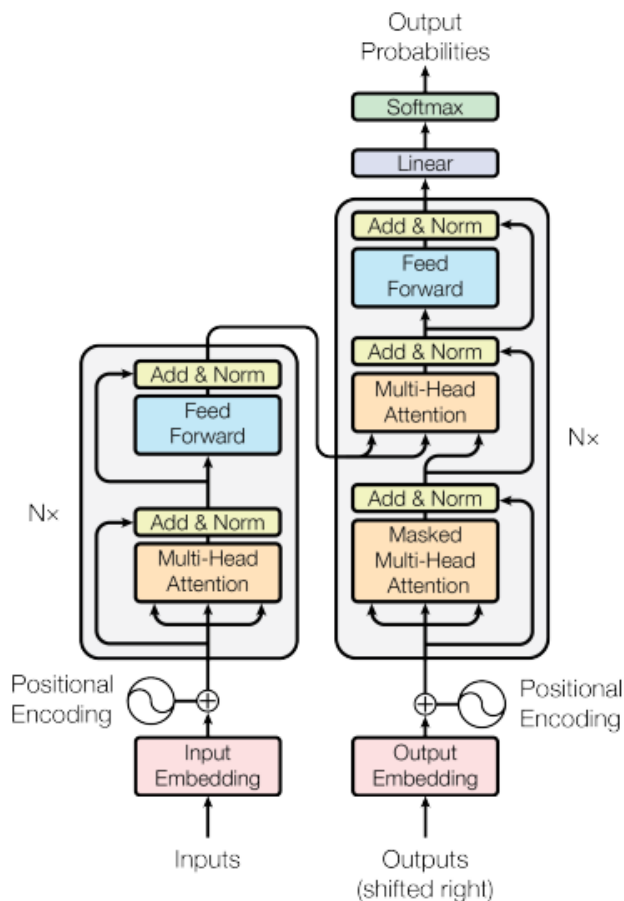 Output
Probabilities
Softmax
Linear
Add & Norm
Feed
Forward
Add & Norm
Multi-Head
Attention
Add & Norm
Masked
Multi-Head
Attention
N×
Add & Norm
Feed
Forward
Add & Norm
Multi-Head
Attention
N×
Positional
Encoding
Positional
Encoding
Input
Embedding
Output
Embedding
Inputs
Outputs
(shifted right)